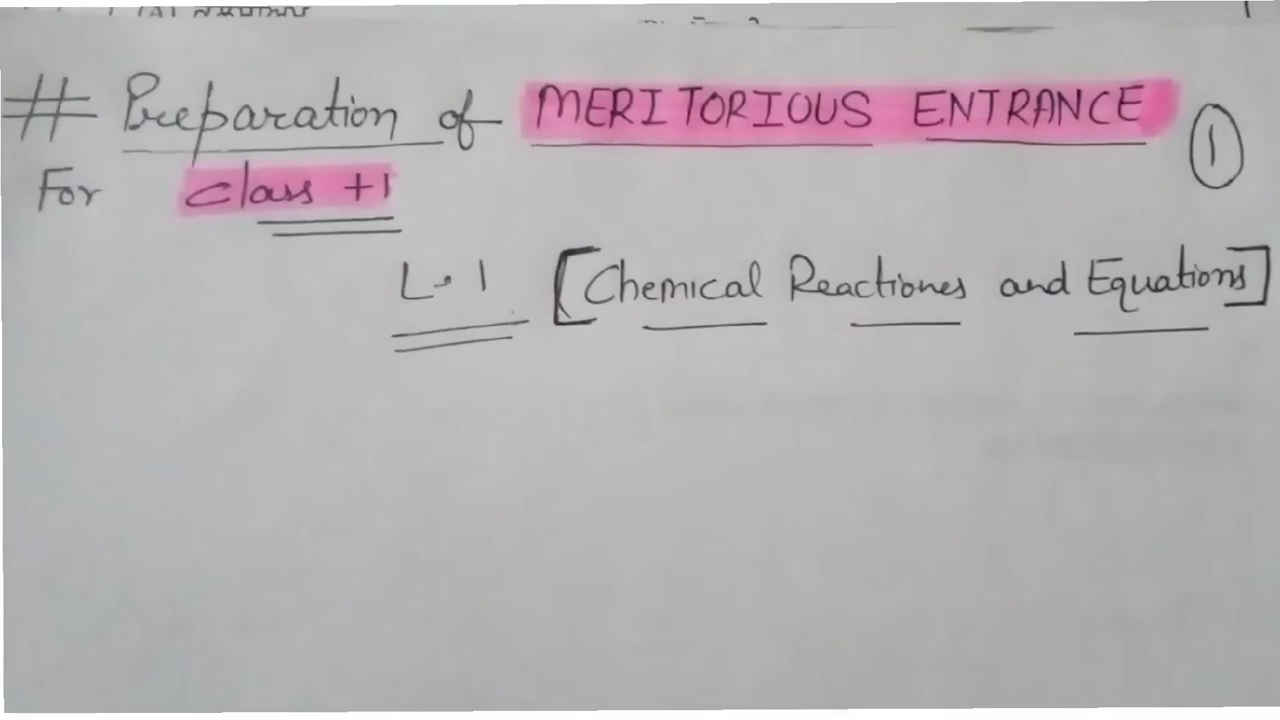 # Preparation of MERITORIOUS ENTRANCE
①
For class +1
L.1 [Chemical Reactiones and Equations]